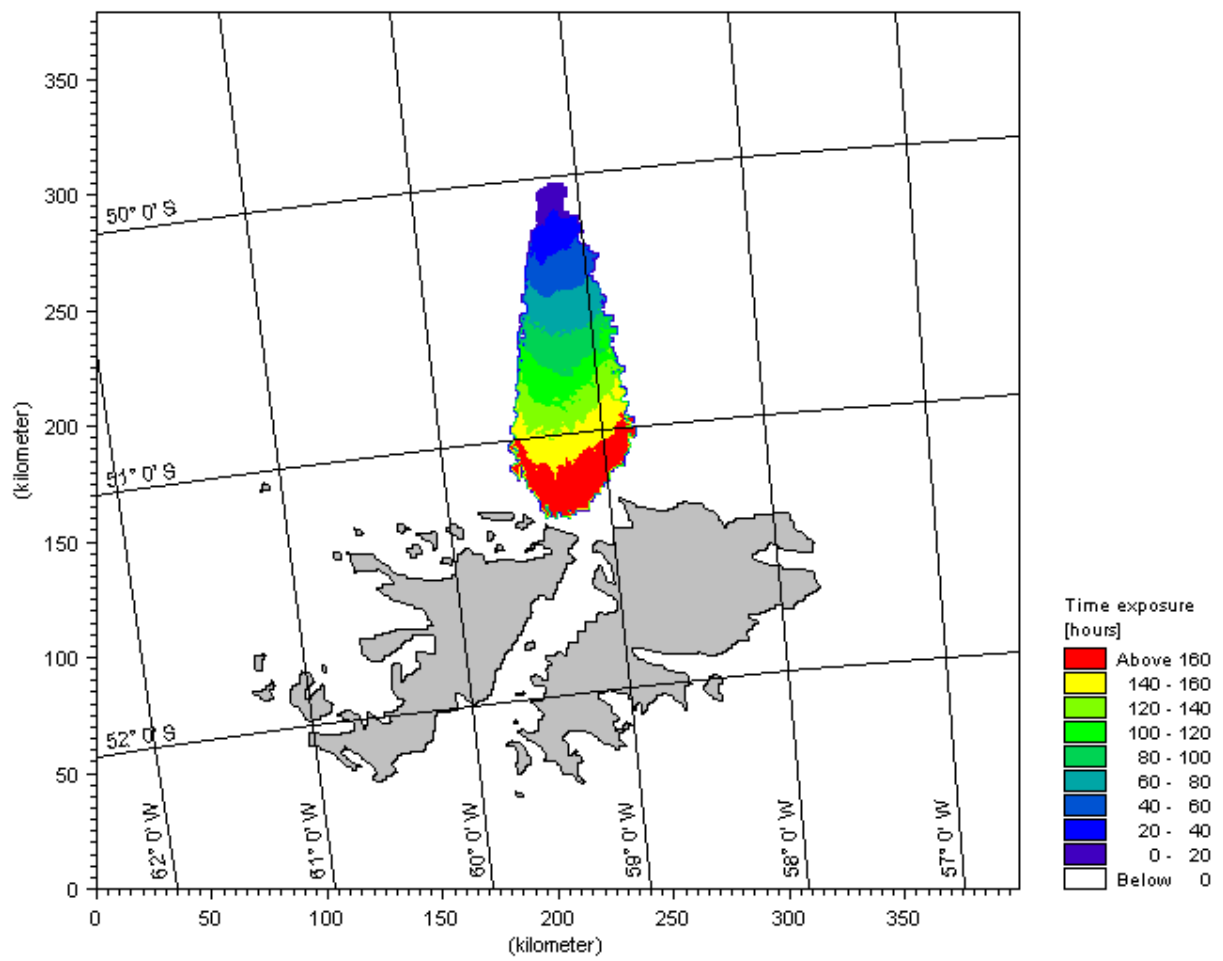 350
300
250
200
150
100
50
0
(kilometer)
50° 0' S
51° 0' S
52° 0' S
62° 0' W
61° 0' W
60° 0' W
59° 0' W
58° 0' W
57° 0' W
0
50
100
150
200
250
300
350
(kilometer)
Time exposure
[hours]
Above 160
140 - 160
120 - 140
100 - 120
80 - 100
60 - 80
40 - 60
20 - 40
0 - 20
Below 0